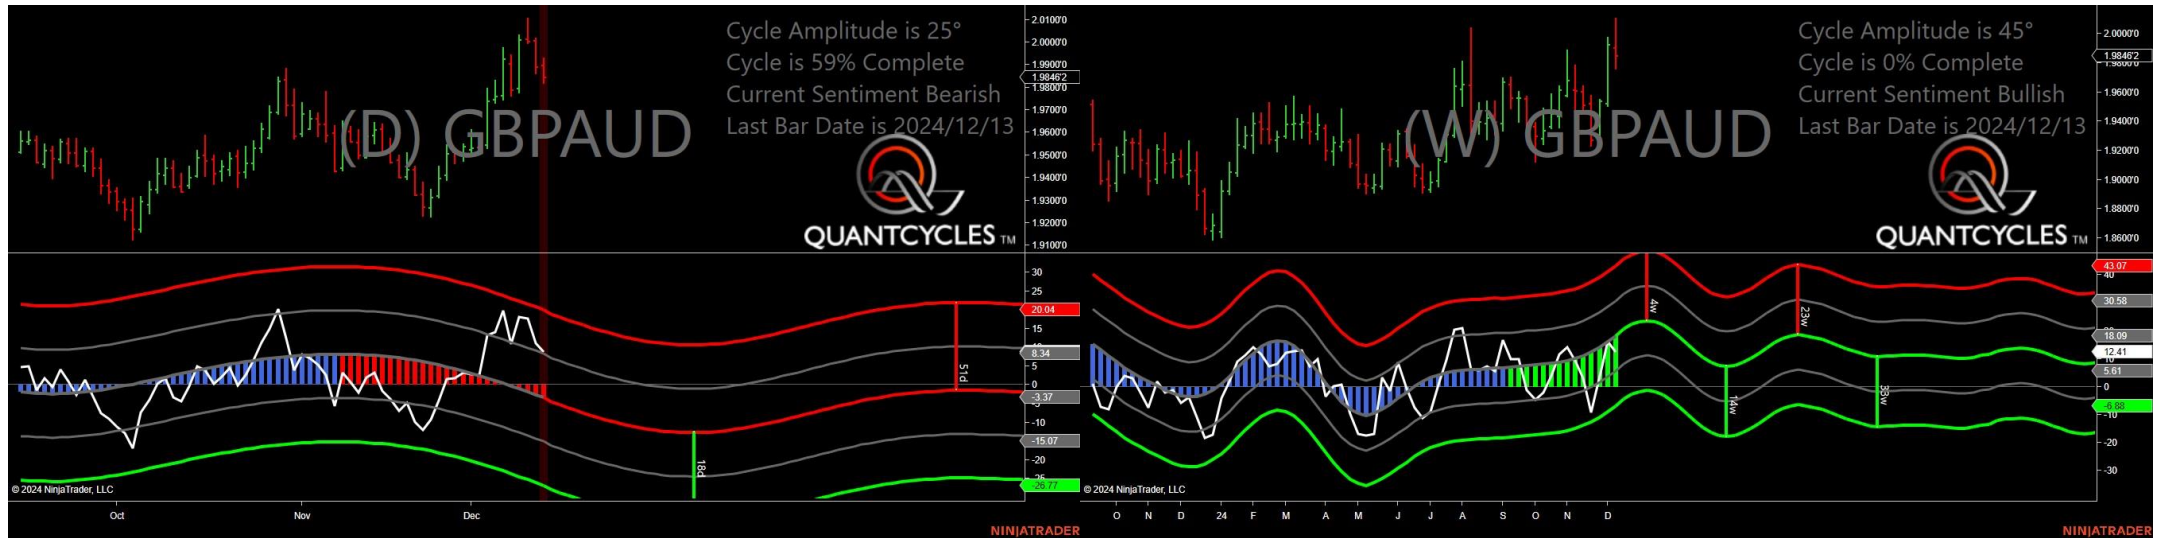 Cycle Amplitude is 25°
Cycle is 59% Complete
Current Sentiment Bearish
Last Bar Date is 2024/12/13
(D) GBPAUD
QUANTCYCLES TM
2.0100'0
2.0000'0
1.9900'0
1.9846'2
1.9800'0
1.9700'0
1.9600'0
1.9500'0
1.9400'0
1.9300'0
1.9200'0
1.9100'0
30
25
20.04
15
8.34
5
0
-3.37
-10
-15.07
-20
-26.77
51d
18d
© 2024 NinjaTrader, LLC
Oct Nov Dec
NINJATRADER
Cycle Amplitude is 45°
Cycle is 0% Complete
Current Sentiment Bullish
Last Bar Date is 2024/12/13
(W) GBPAUD
QUANTCYCLES TM
2.0000'0
1.9846'2
1.9600'0
1.9400'0
1.9200'0
1.9000'0
1.8800'0
1.8600'0
43.07
40
30.58
18.09
12.41
10
5.61
0
-6.88
-10
-20
-30
4w
23w
14w
33w
© 2024 NinjaTrader, LLC
O N D 24 F M A M J J A S O N D
NINJATRADER